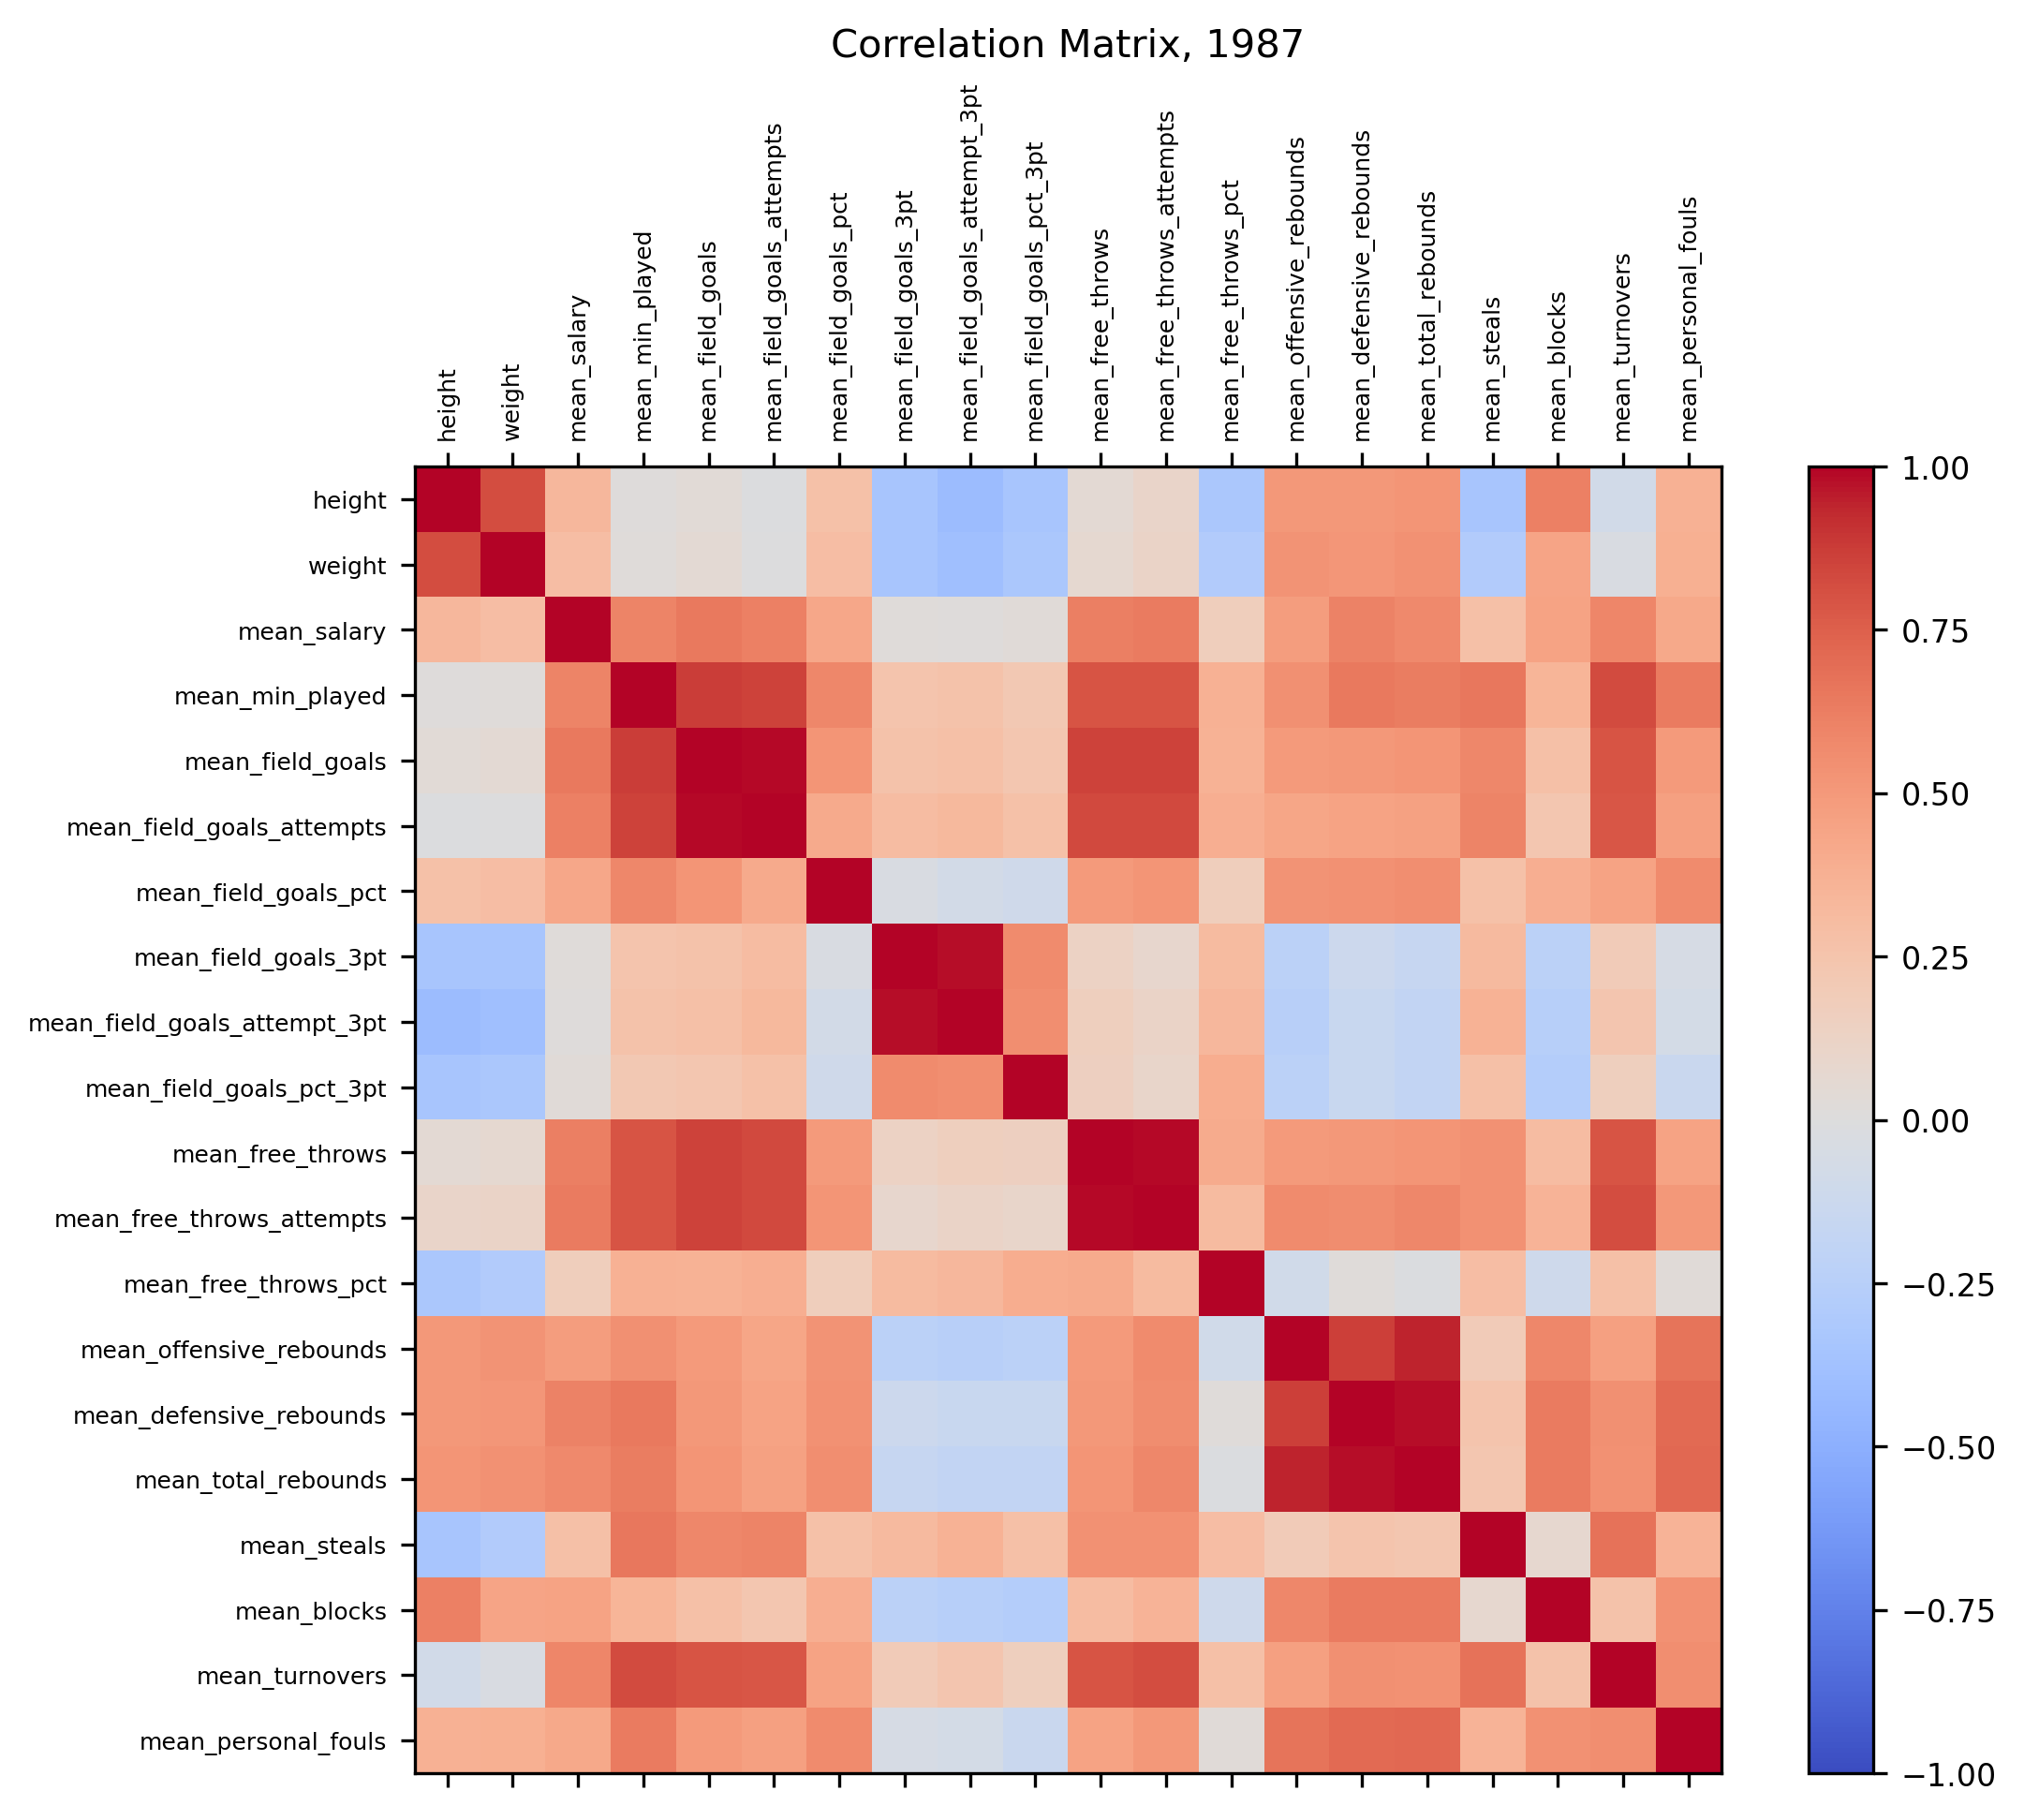 Correlation Matrix, 1987
height
weight
mean_salary
mean_min_played
mean_field_goals
mean_field_goals_attempts
mean_field_goals_pct
mean_field_goals_3pt
mean_field_goals_attempt_3pt
mean_field_goals_pct_3pt
mean_free_throws
mean_free_throws_attempts
mean_free_throws_pct
mean_offensive_rebounds
mean_defensive_rebounds
mean_total_rebounds
mean_steals
mean_blocks
mean_turnovers
mean_personal_fouls
height
weight
mean_salary
mean_min_played
mean_field_goals
mean_field_goals_attempts
mean_field_goals_pct
mean_field_goals_3pt
mean_field_goals_attempt_3pt
mean_field_goals_pct_3pt
mean_free_throws
mean_free_throws_attempts
mean_free_throws_pct
mean_offensive_rebounds
mean_defensive_rebounds
mean_total_rebounds
mean_steals
mean_blocks
mean_turnovers
mean_personal_fouls
1.00
0.75
0.50
0.25
0.00
−0.25
−0.50
−0.75
−1.00